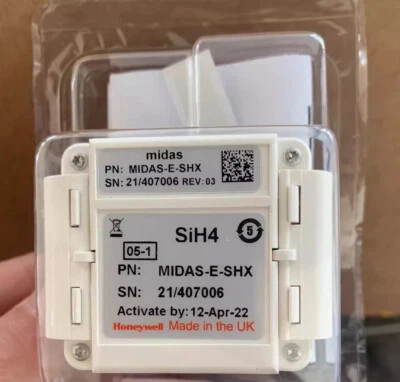 midas
PN: MIDAS-E-SHX
SN: 21/407006 REV: 03
SiH4
5
05-1
PN: MIDAS-E-SHX
SN: 21/407006
Activate by: 12-Apr-22
Honeywell Made in the UK